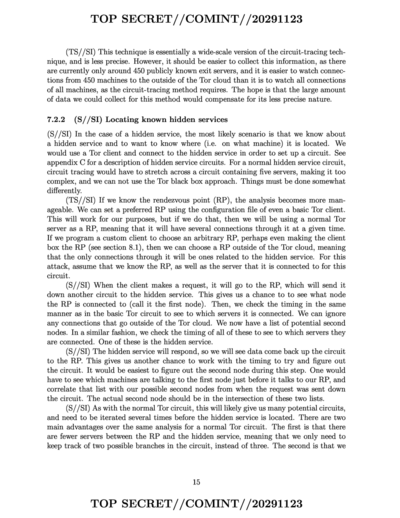 TOP SECRET//COMINT//20291123
(TS//SI) This technique is essentially a wide-scale version of the circuit-tracing tech-
nique, and is less precise. However, it should be easier to collect this information, as there
are currently only around 450 publicly known exit servers, and it is easier to watch connec-
tions from 450 machines to the outside of the Tor cloud than it is to watch all connections
of all machines, as the circuit-tracing method requires. The hope is that the large amount
of data we could collect for this method would compensate for its less precise nature.
7.2.2 (S//SI) Locating known hidden services
(S//SI) In the case of a hidden service, the most likely scenario is that we know about
a hidden service and to want to know where (i.e. on what machine) it is located. We
would use a Tor client and connect to the hidden service in order to set up a circuit. See
appendix C for a description of hidden service circuits. For a normal hidden service circuit,
circuit tracing would have to stretch across a circuit containing five servers, making it too
complex, and we can not use the Tor black box approach. Things must be done somewhat
differently.
(TS//SI) If we know the rendezvous point (RP), the analysis becomes more man-
ageable. We can set a preferred RP using the configuration file of even a basic Tor client.
This will work for our purposes, but if we do that, then we will be using a normal Tor
server as a RP, meaning that it will have several connections through it at a given time.
If we program a custom client to choose an arbitrary RP, perhaps even making the client
box the RP (see section 8.1), then we can choose a RP outside of the Tor cloud, meaning
that the only connections through it will be ones related to the hidden service. For this
attack, assume that we know the RP, as well as the server that it is connected to for this
circuit.
(S//SI) When the client makes a request, it will go to the RP, which will send it
down another circuit to the hidden service. This gives us a chance to to see what node
the RP is connected to (call it the first node). Then, we check the timing in the same
manner as in the basic Tor circuit to see to which servers it is connected. We can ignore
any connections that go outside of the Tor cloud. We now have a list of potential second
nodes. In a similar fashion, we check the timing of all of these to see to which servers they
are connected. One of these is the hidden service.
(S//SI) The hidden service will respond, so we will see data come back up the circuit
to the RP. This gives us another chance to work with the timing to try and figure out
the circuit. It would be easiest to figure out the second node during this step. One would
have to see which machines are talking to the first node just before it talks to our RP, and
correlate that list with our possible second nodes from when the request was sent down
the circuit. The actual second node should be in the intersection of these two lists.
(S//SI) As with the normal Tor circuit, this will likely give us many potential circuits,
and need to be iterated several times before the hidden service is located. There are two
main advantages over the same analysis for a normal Tor circuit. The first is that there
are fewer servers between the RP and the hidden service, meaning that we only need to
keep track of two possible branches in the circuit, instead of three. The second is that we
15
TOP SECRET//COMINT//20291123